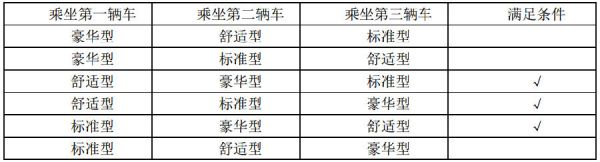 乘坐第一辆车 乘坐第二辆车 乘坐第三辆车 满足条件
豪华型 舒适型 标准型
豪华型 标准型 舒适型
舒适型 豪华型 标准型 √
舒适型 标准型 豪华型 √
标准型 豪华型 舒适型 √
标准型 舒适型 豪华型